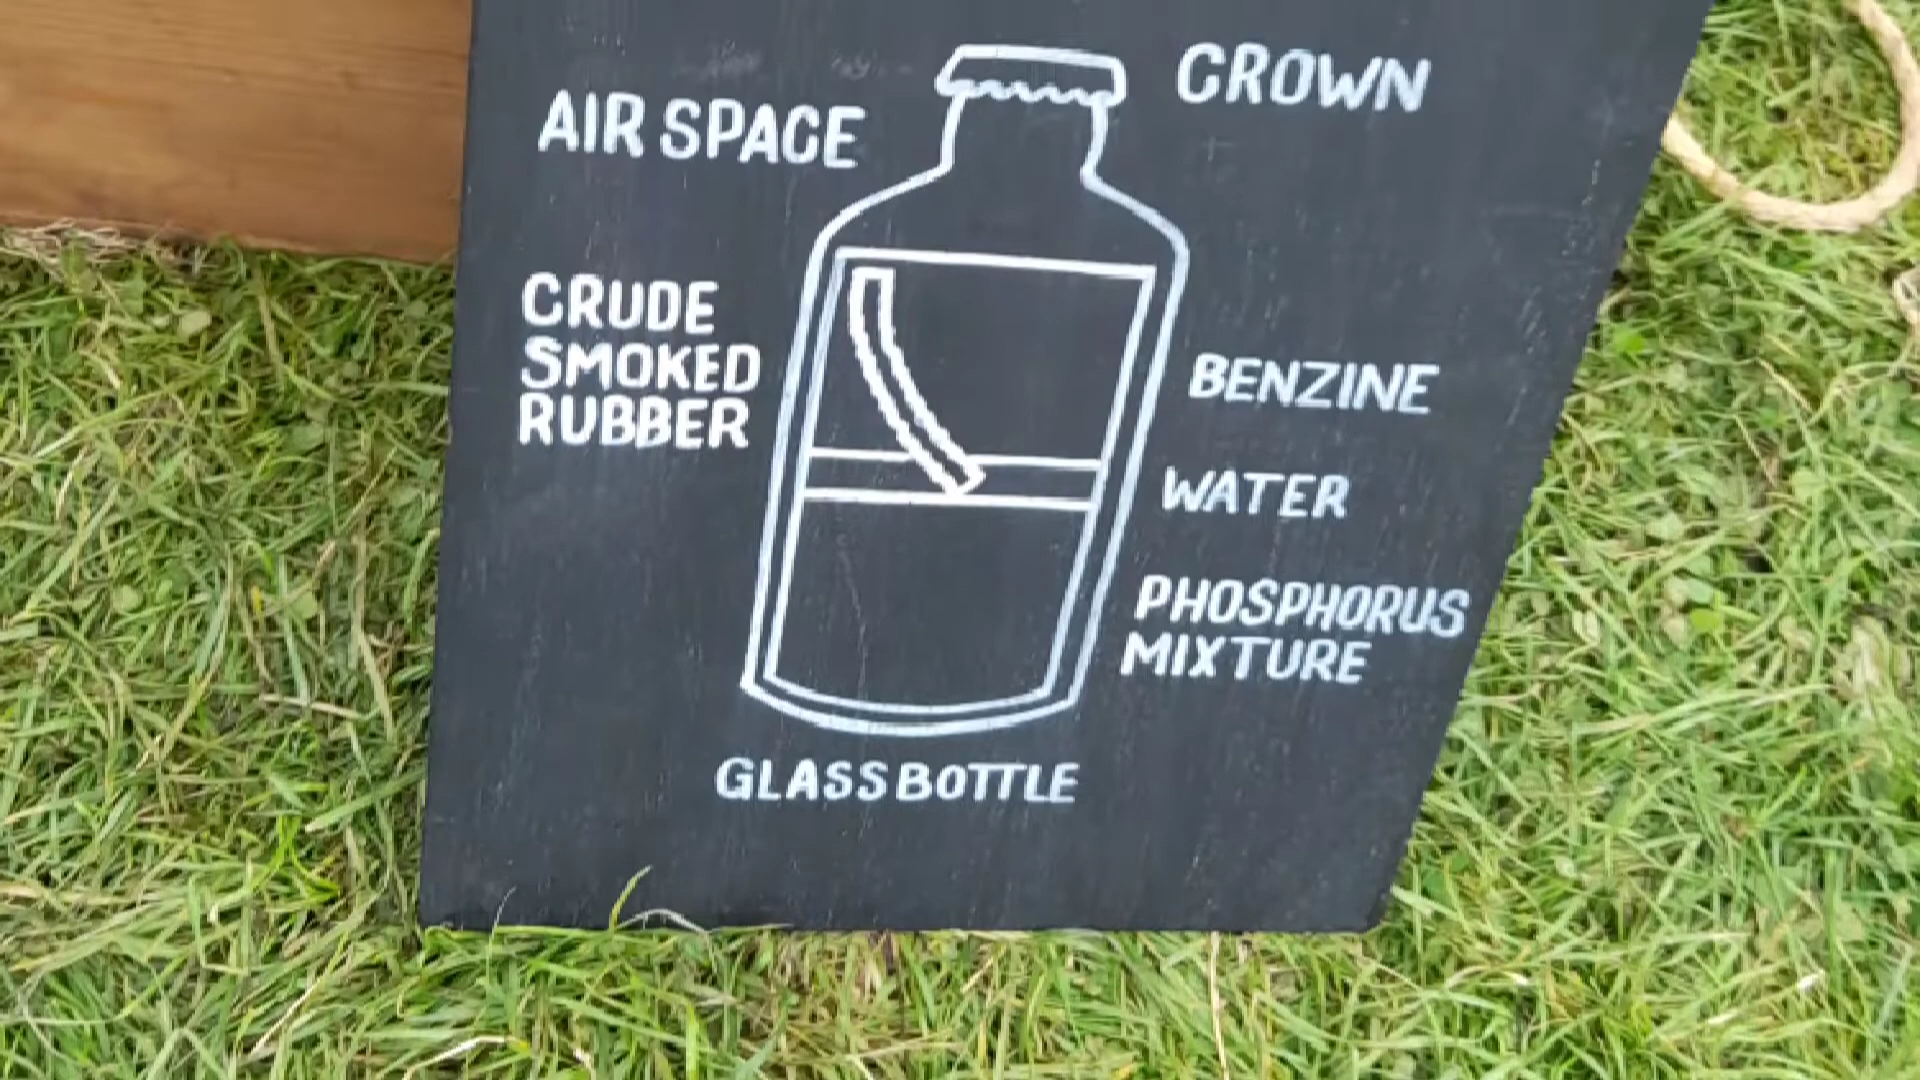 CROWN
AIR SPACE
CRUDE
SMOKED
RUBBER
BENZINE
WATER
PHOSPHORUS
MIXTURE
GLASS BOTTLE